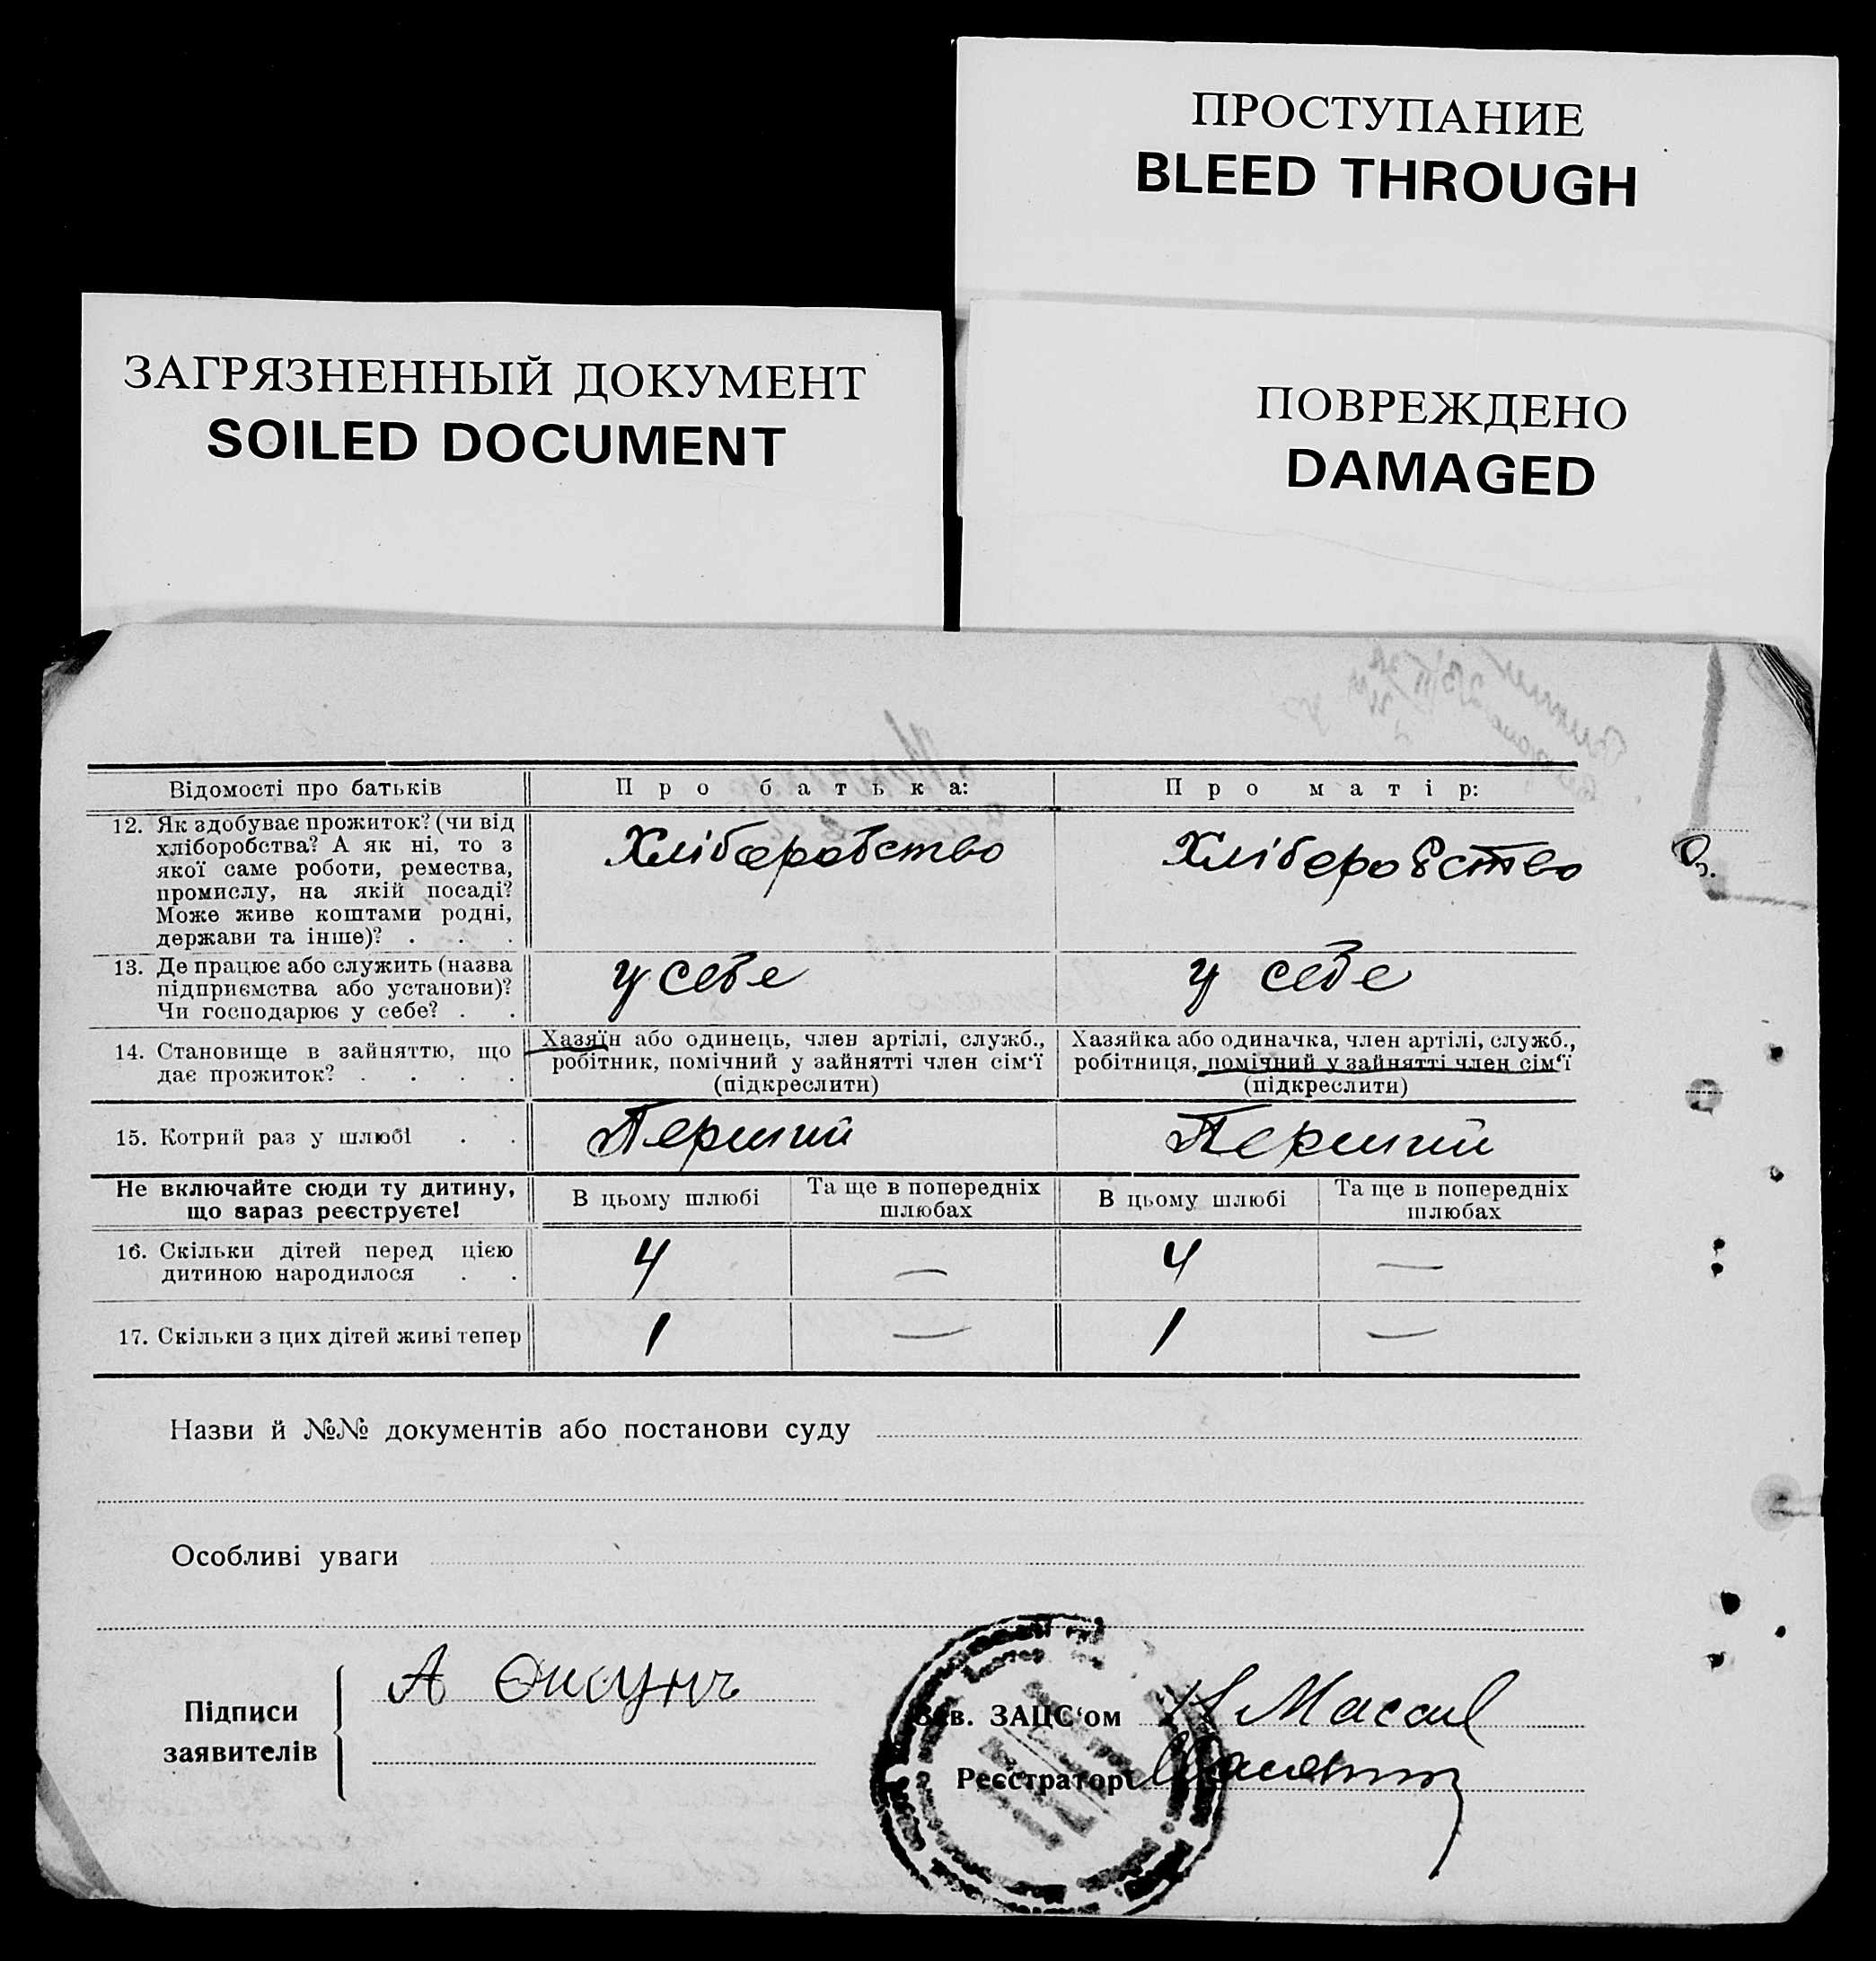 ПРОСТУПАНИЕ
BLEED THROUGH
ЗАГРЯЗНЕННЫЙ ДОКУМЕНТ
SOILED DOCUMENT
ПОВРЕЖДЕНО
DAMAGED
Відомості про батьків
Про батька:
Про матір:
12. Як здобуває прожиток? (чи від
хліборобства? А як ні, то з
якої саме роботи, ремества,
промислу, на якій посаді?
Може живе коштами родні,
держави та інше)? . . .
Хліборобство
Хліборобство
13. Де працює або служить (назва
підприємства або установи)?
Чи господарює у себе? . .
у себе
у себе
14. Становище в зайняттю, що
дає прожиток? . . . .
Хазяїн або одинець, член артілі, служб.,
робітник, помічний у зайнятті член сім'ї
(підкреслити)
Хазяйка або одиначка, член артілі, служб.,
робітниця, помічний у зайнятті член сім'ї
(підкреслити)
15. Котрий раз у шлюбі . .
Перший
Перший
Не включайте сюди ту дитину,
що зараз реєструєте!
В цьому шлюбі
Та ще в попередніх
шлюбах
В цьому шлюбі
Та ще в попередніх
шлюбах
16. Скільки дітей перед цією
дитиною народилося . .
4 — 4 —
17. Скільки з цих дітей живі тепер
1 — 1 —
Назви й №№ документів або постанови суду
Особливі уваги
Підписи
заявителів
А
Зав. ЗАЦС'ом
Реєстратор